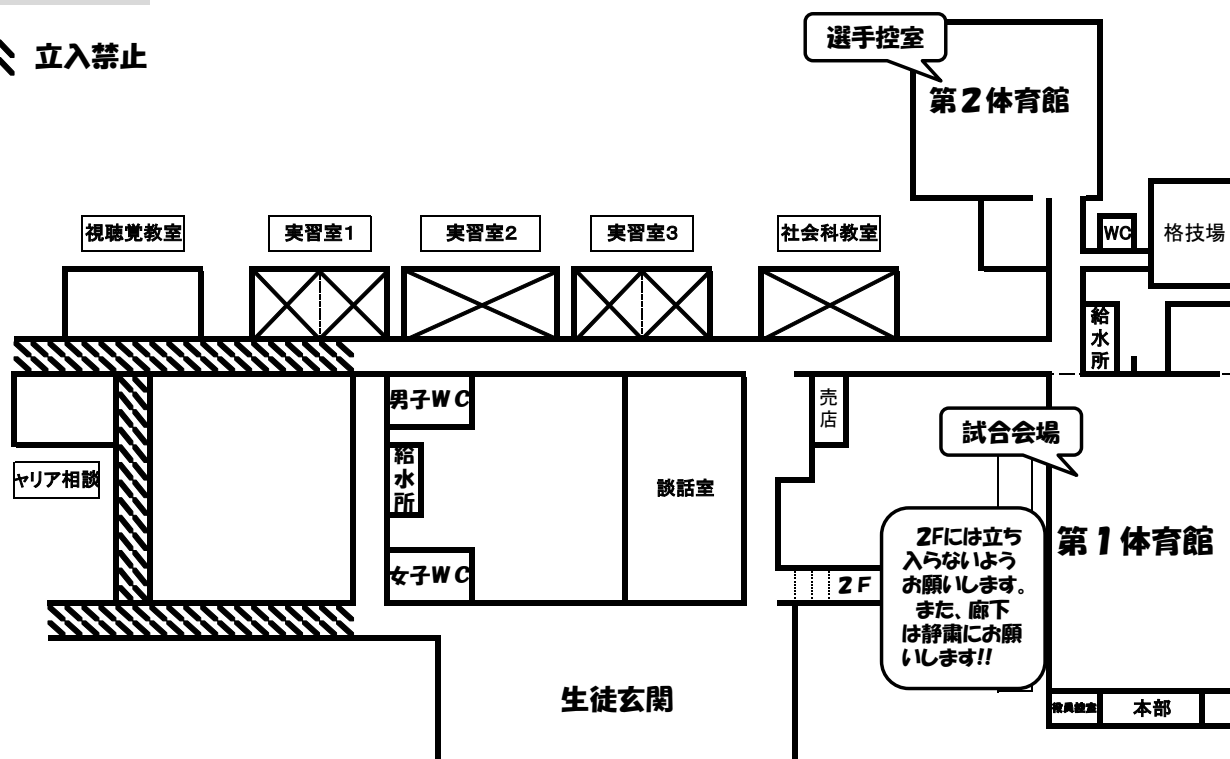 立入禁止
選手控室
第2体育館
視聴覚教室
実習室1
実習室2
実習室3
社会科教室
WC
格技場
給
水
所
男子WC
売
店
試合会場
ャリア相談
給
水
所
談話室
2Fには立ち
入らないよう
お願いします。
また、廊下
は静粛にお願
いします!!
第1体育館
女子WC
2F
生徒玄関
役員控室
本部